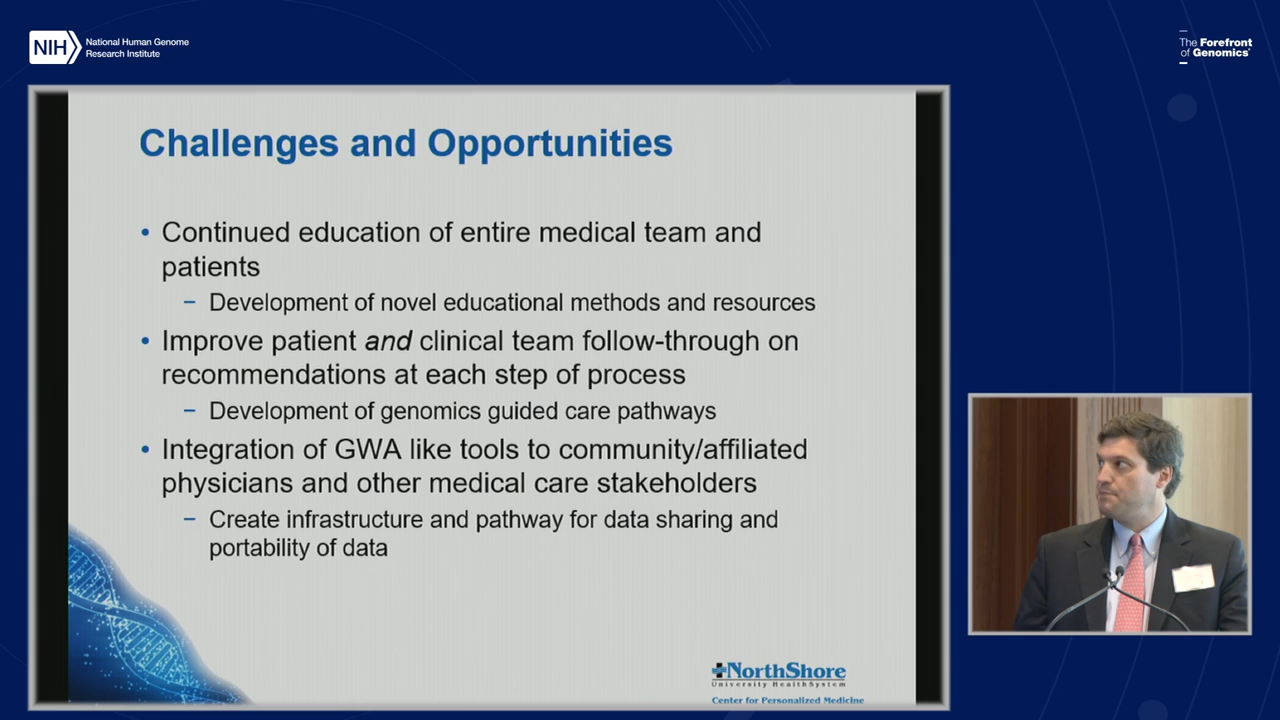 NIH
National Human Genome
Research Institute
The Forefront
of Genomics®
Challenges and Opportunities
• Continued education of entire medical team and
patients
– Development of novel educational methods and resources
• Improve patient and clinical team follow-through on
recommendations at each step of process
– Development of genomics guided care pathways
• Integration of GWA like tools to community/affiliated
physicians and other medical care stakeholders
– Create infrastructure and pathway for data sharing and
portability of data
NorthShore
University HealthSystem
Center for Personalized Medicine